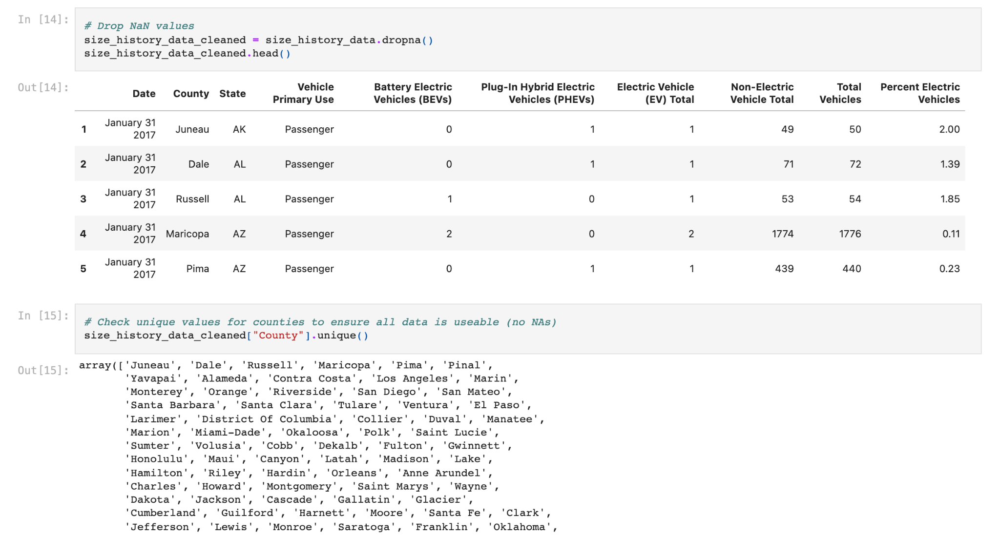 In [14]:
# Drop NaN values
size_history_data_cleaned = size_history_data.dropna()
size_history_data_cleaned.head()
Out[14]:
Date County State Vehicle Primary Use Battery Electric Vehicles (BEVs) Plug-In Hybrid Electric Vehicles (PHEVs) Electric Vehicle (EV) Total Non-Electric Vehicle Total Total Vehicles Percent Electric Vehicles
1 January 31 2017 Juneau AK Passenger 0 1 1 49 50 2.00
2 January 31 2017 Dale AL Passenger 0 1 1 71 72 1.39
3 January 31 2017 Russell AL Passenger 1 0 1 53 54 1.85
4 January 31 2017 Maricopa AZ Passenger 2 0 2 1774 1776 0.11
5 January 31 2017 Pima AZ Passenger 0 1 1 439 440 0.23
In [15]:
# Check unique values for counties to ensure all data is useable (no NAs)
size_history_data_cleaned["County"].unique()
Out[15]:
array(['Juneau', 'Dale', 'Russell', 'Maricopa', 'Pima', 'Pinal',
'Yavapai', 'Alameda', 'Contra Costa', 'Los Angeles', 'Marin',
'Monterey', 'Orange', 'Riverside', 'San Diego', 'San Mateo',
'Santa Barbara', 'Santa Clara', 'Tulare', 'Ventura', 'El Paso',
'Larimer', 'District Of Columbia', 'Collier', 'Duval', 'Manatee',
'Marion', 'Miami-Dade', 'Okaloosa', 'Polk', 'Saint Lucie',
'Sumter', 'Volusia', 'Cobb', 'Dekalb', 'Fulton', 'Gwinnett',
'Honolulu', 'Maui', 'Canyon', 'Latah', 'Madison', 'Lake',
'Hamilton', 'Riley', 'Hardin', 'Orleans', 'Anne Arundel',
'Charles', 'Howard', 'Montgomery', 'Saint Marys', 'Wayne',
'Dakota', 'Jackson', 'Cascade', 'Gallatin', 'Glacier',
'Cumberland', 'Guilford', 'Harnett', 'Moore', 'Santa Fe', 'Clark',
'Jefferson', 'Lewis', 'Monroe', 'Saratoga', 'Franklin', 'Oklahoma',